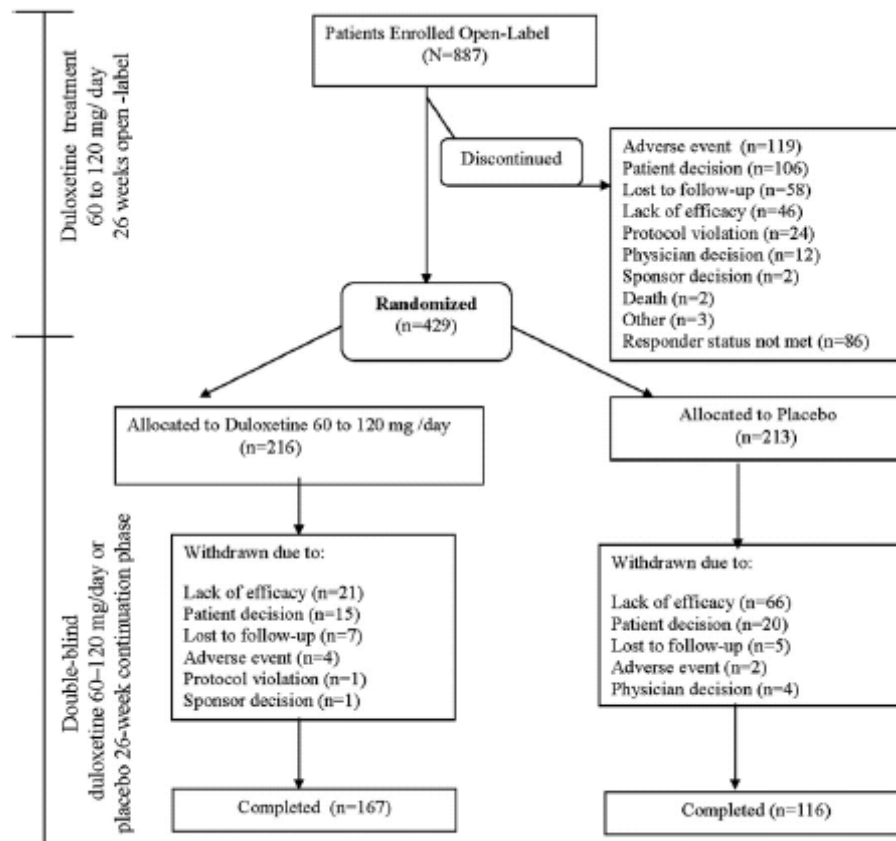 Patients Enrolled Open-Label
(N=887)
Duloxetine treatment
60 to 120 mg/ day
26 weeks open -label
Discontinued
Adverse event (n=119)
Patient decision (n=106)
Lost to follow-up (n=58)
Lack of efficacy (n=46)
Protocol violation (n=24)
Physician decision (n=12)
Sponsor decision (n=2)
Death (n=2)
Other (n=3)
Responder status not met (n=86)
Randomized
(n=429)
Allocated to Duloxetine 60 to 120 mg /day
(n=216)
Allocated to Placebo
(n=213)
Double-blind
duloxetine 60–120 mg/day or
placebo 26-week continuation phase
Withdrawn due to:
Lack of efficacy (n=21)
Patient decision (n=15)
Lost to follow-up (n=7)
Adverse event (n=4)
Protocol violation (n=1)
Sponsor decision (n=1)
Withdrawn due to:
Lack of efficacy (n=66)
Patient decision (n=20)
Lost to follow-up (n=5)
Adverse event (n=2)
Physician decision (n=4)
Completed (n=167)
Completed (n=116)